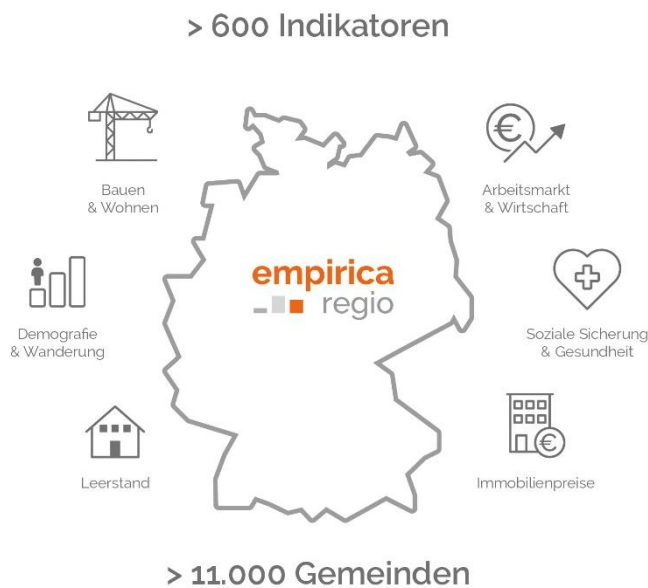 > 600 Indikatoren
Bauen
& Wohnen
Arbeitsmarkt
& Wirtschaft
empirica
regio
Demografie
& Wanderung
Soziale Sicherung
& Gesundheit
Leerstand
Immobilienpreise
> 11.000 Gemeinden